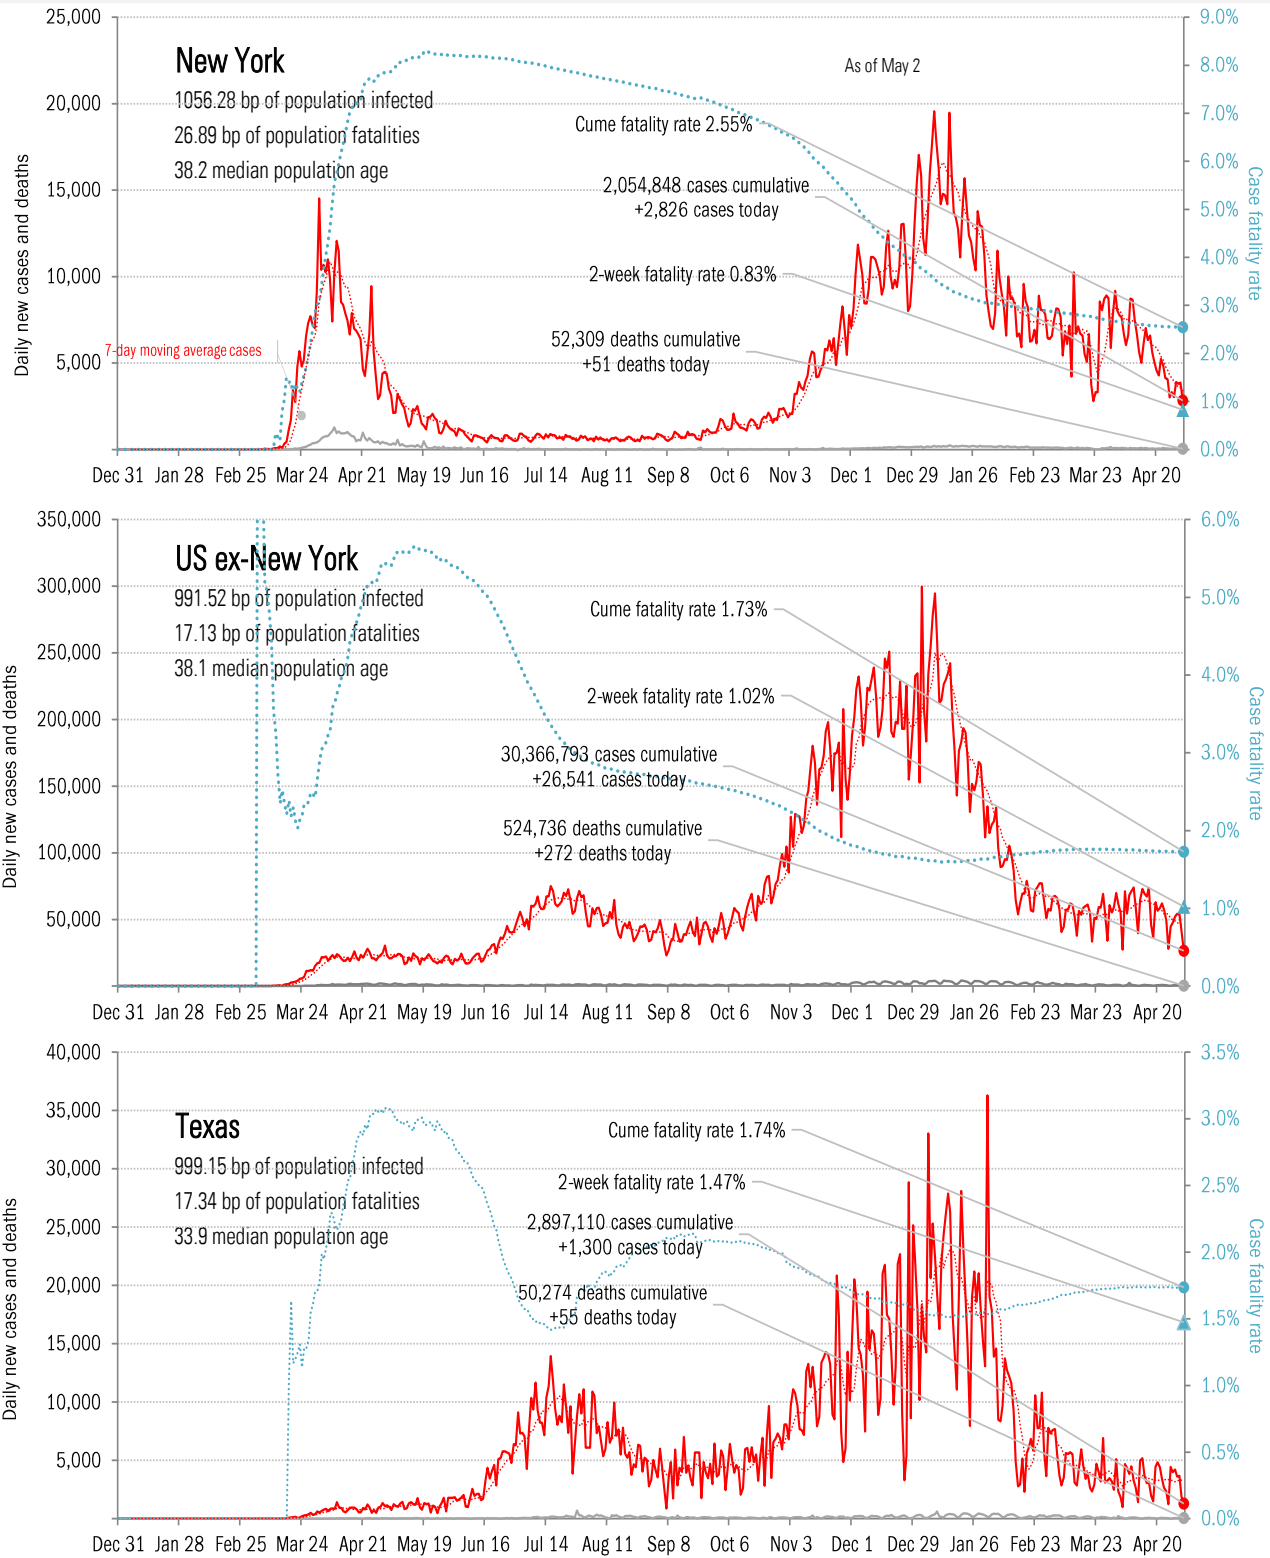 25,000
20,000
15,000
10,000
5,000
9.0%
8.0%
7.0%
6.0%
5.0%
4.0%
3.0%
2.0%
1.0%
0.0%
Daily new cases and deaths
Case fatality rate
New York
1056.28 bp of population infected
26.89 bp of population fatalities
38.2 median population age
As of May 2
Cume fatality rate 2.55%
2,054,848 cases cumulative
+2,826 cases today
2-week fatality rate 0.83%
52,309 deaths cumulative
+51 deaths today
7-day moving average cases
Dec 31 Jan 28 Feb 25 Mar 24 Apr 21 May 19 Jun 16 Jul 14 Aug 11 Sep 8 Oct 6 Nov 3 Dec 1 Dec 29 Jan 26 Feb 23 Mar 23 Apr 20
350,000
300,000
250,000
200,000
150,000
100,000
50,000
6.0%
5.0%
4.0%
3.0%
2.0%
1.0%
0.0%
Daily new cases and deaths
Case fatality rate
US ex-New York
991.52 bp of population infected
17.13 bp of population fatalities
38.1 median population age
Cume fatality rate 1.73%
2-week fatality rate 1.02%
30,366,793 cases cumulative
+26,541 cases today
524,736 deaths cumulative
+272 deaths today
Dec 31 Jan 28 Feb 25 Mar 24 Apr 21 May 19 Jun 16 Jul 14 Aug 11 Sep 8 Oct 6 Nov 3 Dec 1 Dec 29 Jan 26 Feb 23 Mar 23 Apr 20
40,000
35,000
30,000
25,000
20,000
15,000
10,000
5,000
3.5%
3.0%
2.5%
2.0%
1.5%
1.0%
0.5%
0.0%
Daily new cases and deaths
Case fatality rate
Texas
999.15 bp of population infected
17.34 bp of population fatalities
33.9 median population age
Cume fatality rate 1.74%
2-week fatality rate 1.47%
2,897,110 cases cumulative
+1,300 cases today
50,274 deaths cumulative
+55 deaths today
Dec 31 Jan 28 Feb 25 Mar 24 Apr 21 May 19 Jun 16 Jul 14 Aug 11 Sep 8 Oct 6 Nov 3 Dec 1 Dec 29 Jan 26 Feb 23 Mar 23 Apr 20